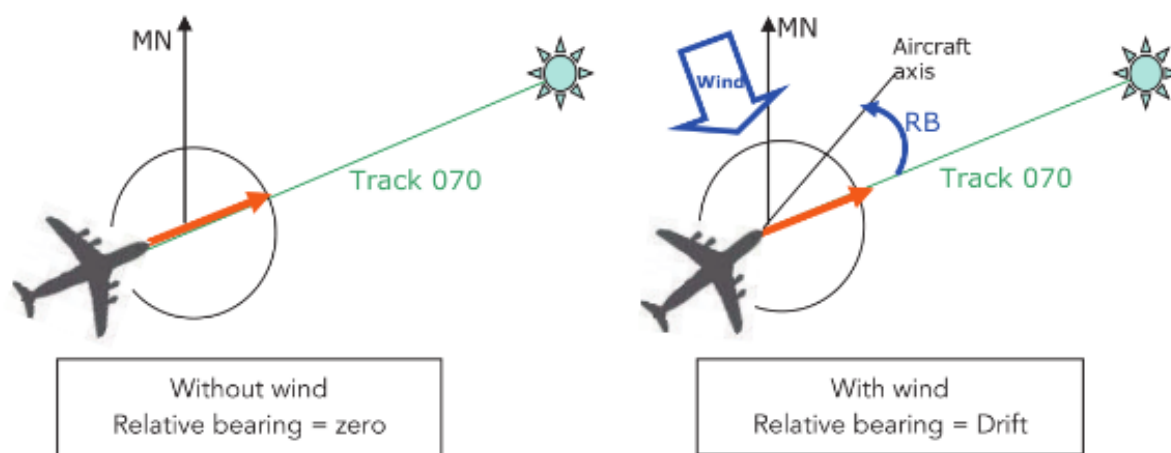 MN
Track 070
Without wind
Relative bearing = zero
MN
Wind
Aircraft
axis
RB
Track 070
With wind
Relative bearing = Drift